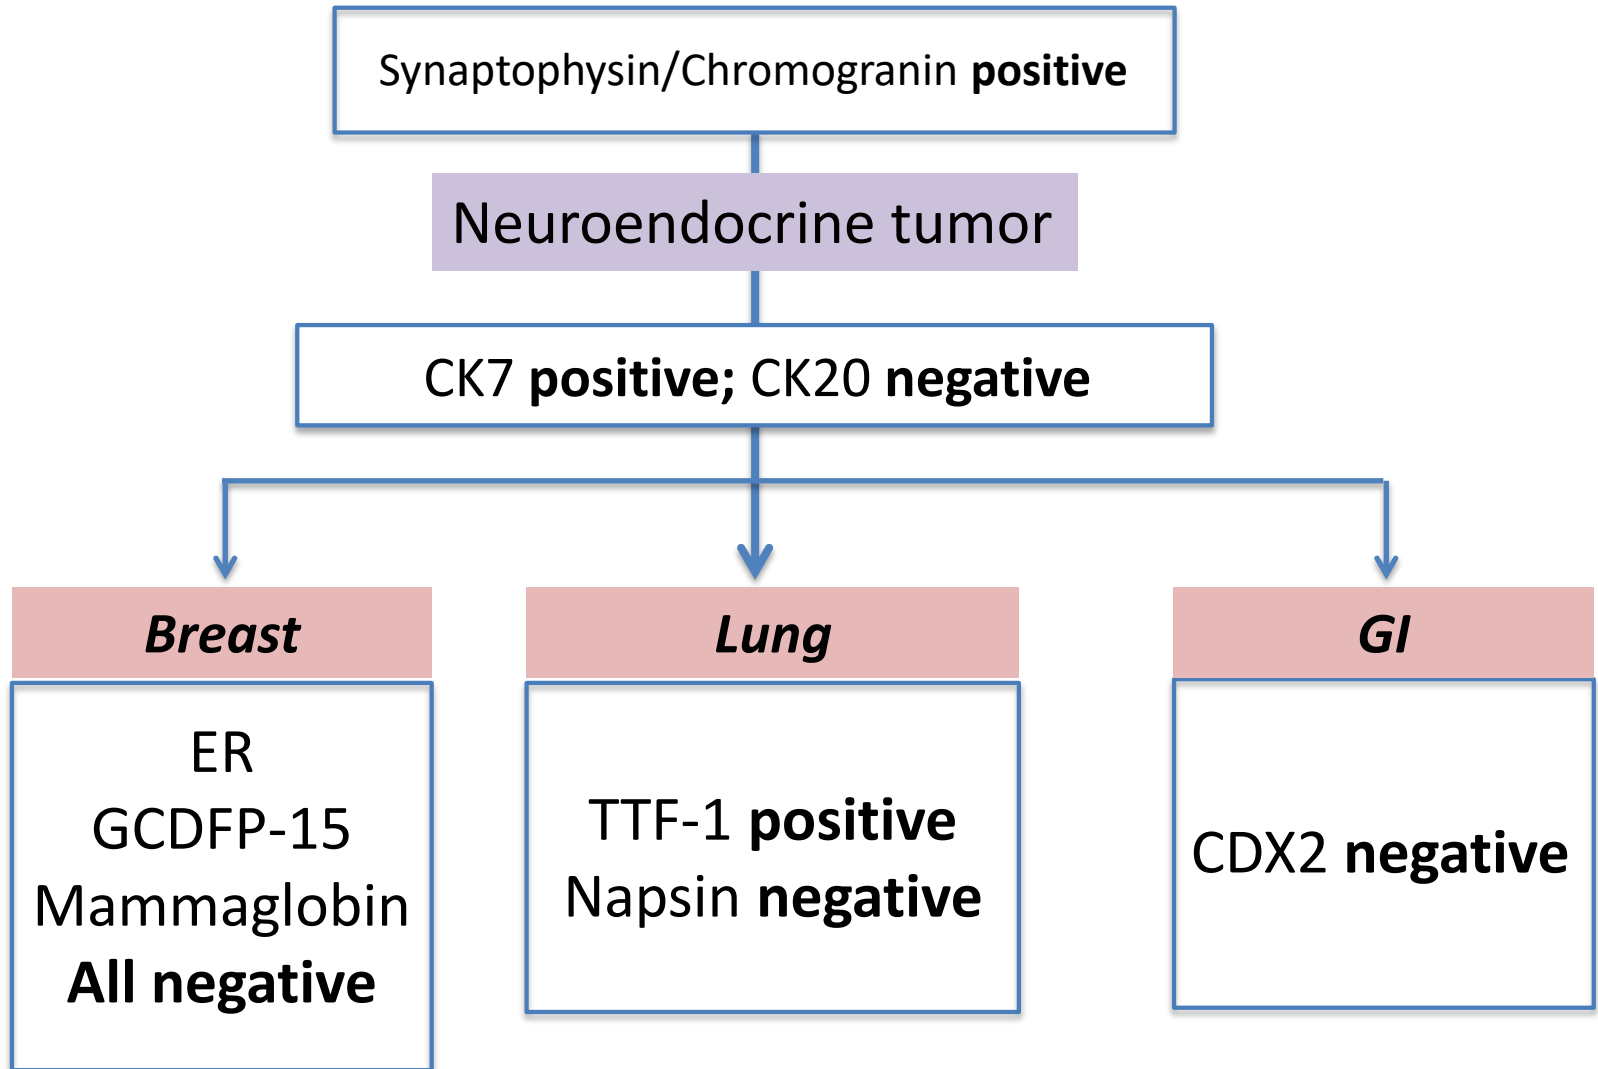 Synaptophysin/Chromogranin positive
Neuroendocrine tumor
CK7 positive; CK20 negative
Breast
ER
GCDFP-15
Mammaglobin
All negative
Lung
TTF-1 positive
Napsin negative
GI
CDX2 negative